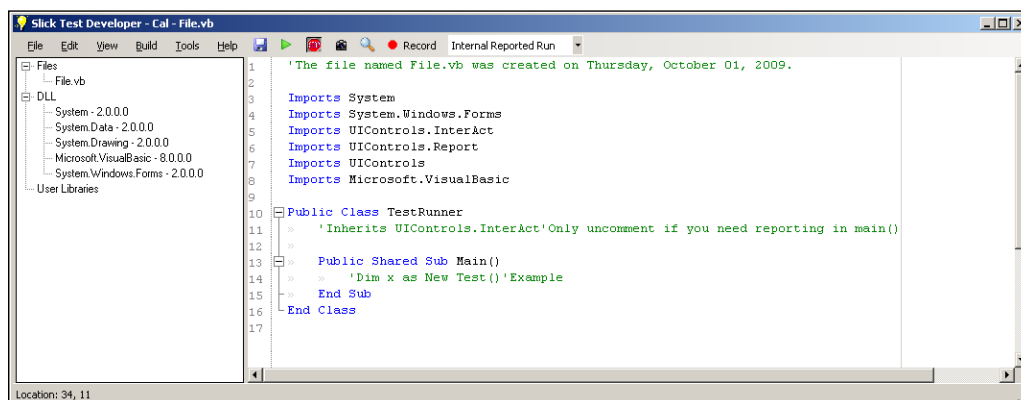 Slick Test Developer - Cal - File.vb
File Edit View Build Tools Help Record Internal Reported Run
Files
File.vb
DLL
System - 2.0.0.0
System.Data - 2.0.0.0
System.Drawing - 2.0.0.0
Microsoft.VisualBasic - 8.0.0.0
System.Windows.Forms - 2.0.0.0
User Libraries
1 'The file named File.vb was created on Thursday, October 01, 2009.
2
3 Imports System
4 Imports System.Windows.Forms
5 Imports UIControls.InterAct
6 Imports UIControls.Report
7 Imports UIControls
8 Imports Microsoft.VisualBasic
9
10 Public Class TestRunner
11 'Inherits UIControls.InterAct'Only uncomment if you need reporting in main()
12
13 Public Shared Sub Main()
14 'Dim x as New Test()'Example
15 End Sub
16 End Class
17
Location: 34, 11